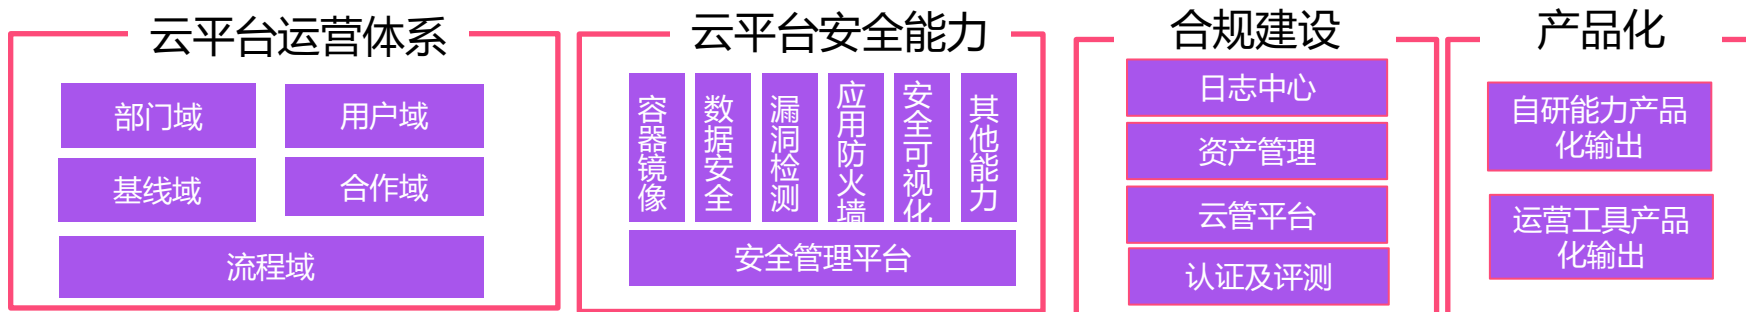 云平台运营体系
部门域
用户域
基线域
合作域
流程域
云平台安全能力
容器镜像
数据安全
漏洞检测
应用防火墙
安全可视化
其他能力
安全管理平台
合规建设
日志中心
资产管理
云管平台
认证及评测
产品化
自研能力产品
化输出
运营工具产品
化输出